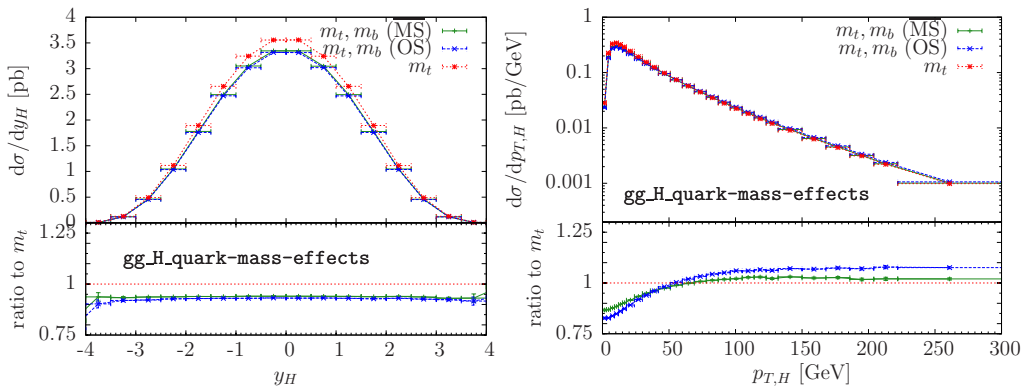 dσ/dy_H [pb]
4
3.5
3
2.5
2
1.5
1
0.5
0
m_t, m_b (M̅S̅)
m_t, m_b (OS)
m_t
ratio to m_t
1.25
1
0.75
gg_H_quark-mass-effects
-4 -3 -2 -1 0 1 2 3 4
y_H
dσ/dp_{T,H} [pb/GeV]
1
0.1
0.01
0.001
m_t, m_b (M̅S̅)
m_t, m_b (OS)
m_t
gg_H_quark-mass-effects
ratio to m_t
1.25
1
0.75
0 50 100 150 200 250 300
p_{T,H} [GeV]